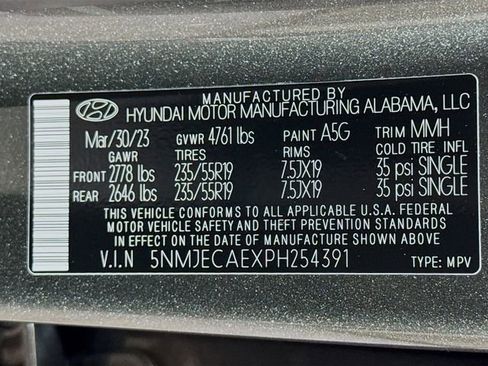 MANUFACTURED BY
HYUNDAI MOTOR MANUFACTURING ALABAMA, LLC
Mar/30/23 GVWR 4761 lbs PAINT A5G TRIM MMH
GAWR TIRES RIMS COLD TIRE INFL
FRONT 2778 lbs 235/55R19 7.5JX19 35 psi SINGLE
REAR 2646 lbs 235/55R19 7.5JX19 35 psi SINGLE
THIS VEHICLE CONFORMS TO ALL APPLICABLE U.S.A. FEDERAL
MOTOR VEHICLE SAFETY AND THEFT PREVENTION STANDARDS
IN EFFECT ON THE DATE OF MANUFACTURE SHOWN ABOVE.
V.I.N 5NMJECAEXPH254391 TYPE: MPV